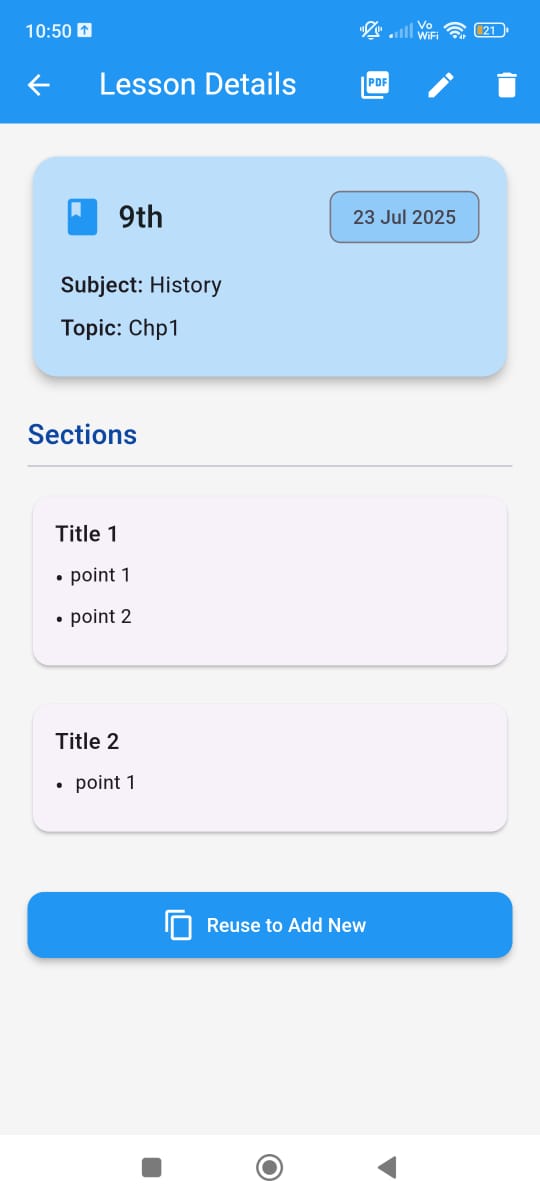 10:50
Vo
WiFi
21
Lesson Details
PDF
9th
23 Jul 2025
Subject: History
Topic: Chp1
Sections
Title 1
• point 1
• point 2
Title 2
• point 1
Reuse to Add New